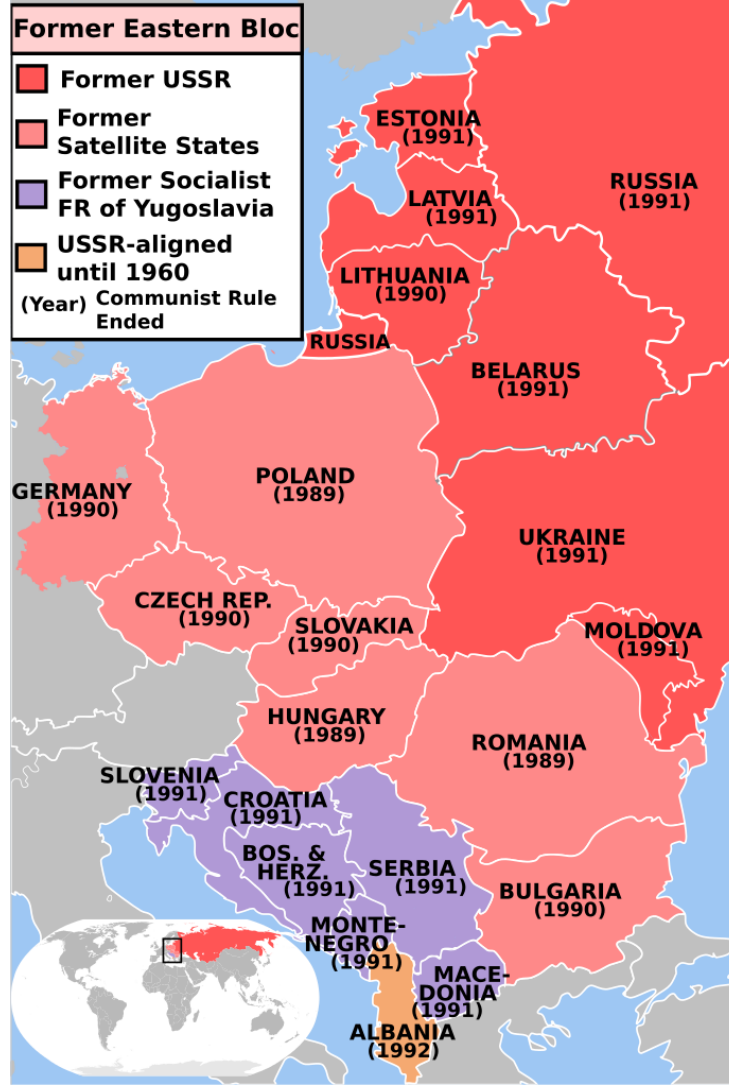 Former Eastern Bloc
Former USSR
Former
Satellite States
Former Socialist
FR of Yugoslavia
USSR-aligned
until 1960
(Year) Communist Rule
Ended
ESTONIA
(1991)
RUSSIA
(1991)
LATVIA
(1991)
LITHUANIA
(1990)
RUSSIA
BELARUS
(1991)
POLAND
(1989)
GERMANY
(1990)
UKRAINE
(1991)
CZECH REP.
(1990)
SLOVAKIA
(1990)
MOLDOVA
(1991)
HUNGARY
(1989)
ROMANIA
(1989)
SLOVENIA
(1991)
CROATIA
(1991)
BOS. &
HERZ.
(1991)
SERBIA
(1991)
BULGARIA
(1990)
MONTE-
NEGRO
(1991)
MACE-
DONIA
(1991)
ALBANIA
(1992)